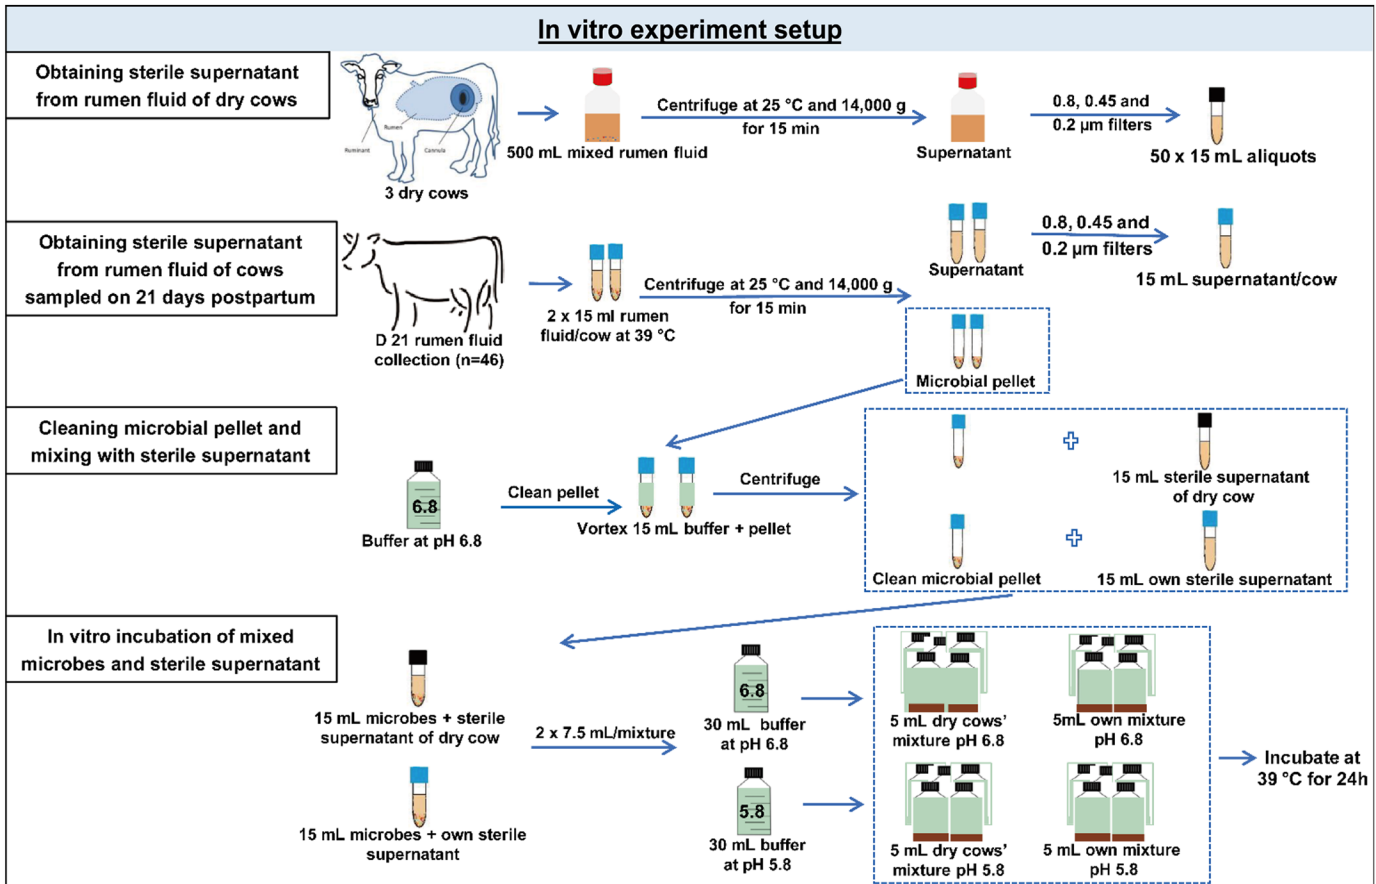 In vitro experiment setup
Obtaining sterile supernatant
from rumen fluid of dry cows
Rumen
Ruminant
Cannula
3 dry cows
500 mL mixed rumen fluid
Centrifuge at 25 °C and 14,000 g
for 15 min
Supernatant
0.8, 0.45 and
0.2 µm filters
50 x 15 mL aliquots
Obtaining sterile supernatant
from rumen fluid of cows
sampled on 21 days postpartum
D 21 rumen fluid
collection (n=46)
2 x 15 ml rumen
fluid/cow at 39 °C
Centrifuge at 25 °C and 14,000 g
for 15 min
Supernatant
0.8, 0.45 and
0.2 µm filters
15 mL supernatant/cow
Microbial pellet
Cleaning microbial pellet and
mixing with sterile supernatant
6.8
Buffer at pH 6.8
Clean pellet
Vortex 15 mL buffer + pellet
Centrifuge
15 mL sterile supernatant
of dry cow
Clean microbial pellet
15 mL own sterile supernatant
In vitro incubation of mixed
microbes and sterile supernatant
15 mL microbes + sterile
supernatant of dry cow
15 mL microbes + own sterile
supernatant
2 x 7.5 mL/mixture
6.8
30 mL buffer
at pH 6.8
5.8
30 mL buffer
at pH 5.8
5 mL dry cows'
mixture pH 6.8
5mL own mixture
pH 6.8
5 mL dry cows'
mixture pH 5.8
5 mL own mixture
pH 5.8
Incubate at
39 °C for 24h